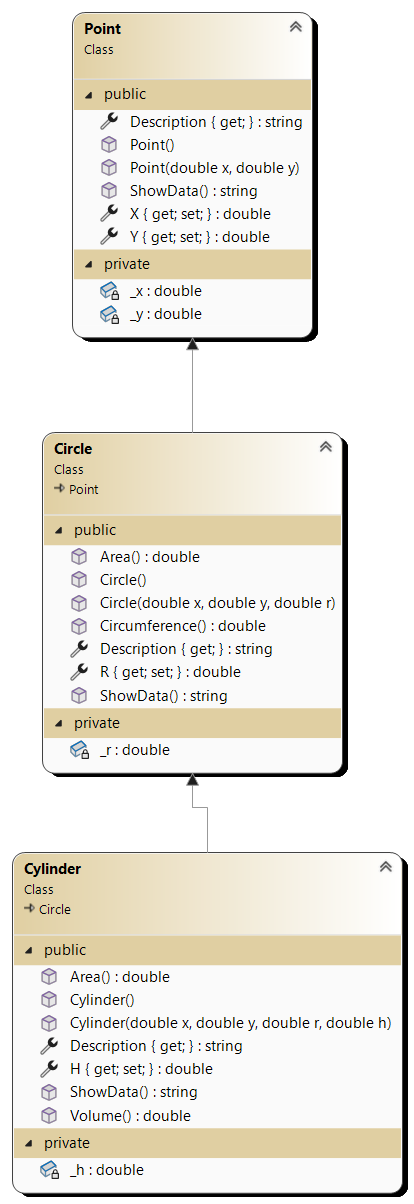 Point
Class
public
Description { get; } : string
Point()
Point(double x, double y)
ShowData() : string
X { get; set; } : double
Y { get; set; } : double
private
_x : double
_y : double
Circle
Class
Point
public
Area() : double
Circle()
Circle(double x, double y, double r)
Circumference() : double
Description { get; } : string
R { get; set; } : double
ShowData() : string
private
_r : double
Cylinder
Class
Circle
public
Area() : double
Cylinder()
Cylinder(double x, double y, double r, double h)
Description { get; } : string
H { get; set; } : double
ShowData() : string
Volume() : double
private
_h : double